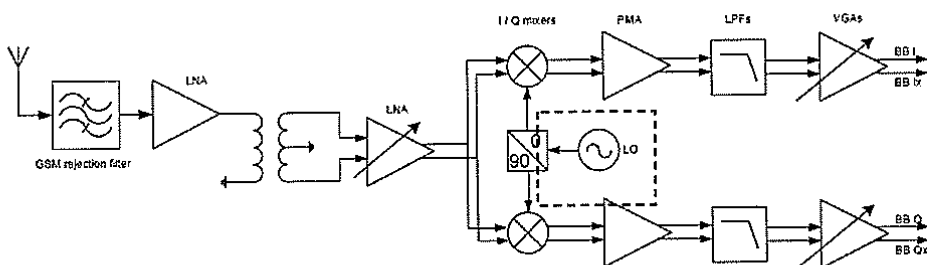 I / Q mixers
PMA
LPFs
VGAs
BB I
BB Ix
LNA
LNA
GSM rejection filter
0
90
LO
BB Q
BB Qx